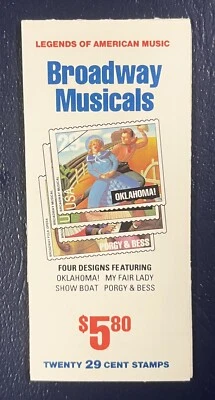 LEGENDS OF AMERICAN MUSIC
Broadway
Musicals
USA
OKLAHOMA!
PORGY & BESS
FOUR DESIGNS FEATURING
OKLAHOMA! MY FAIR LADY
SHOW BOAT PORGY & BESS
$5 80
TWENTY 29 CENT STAMPS